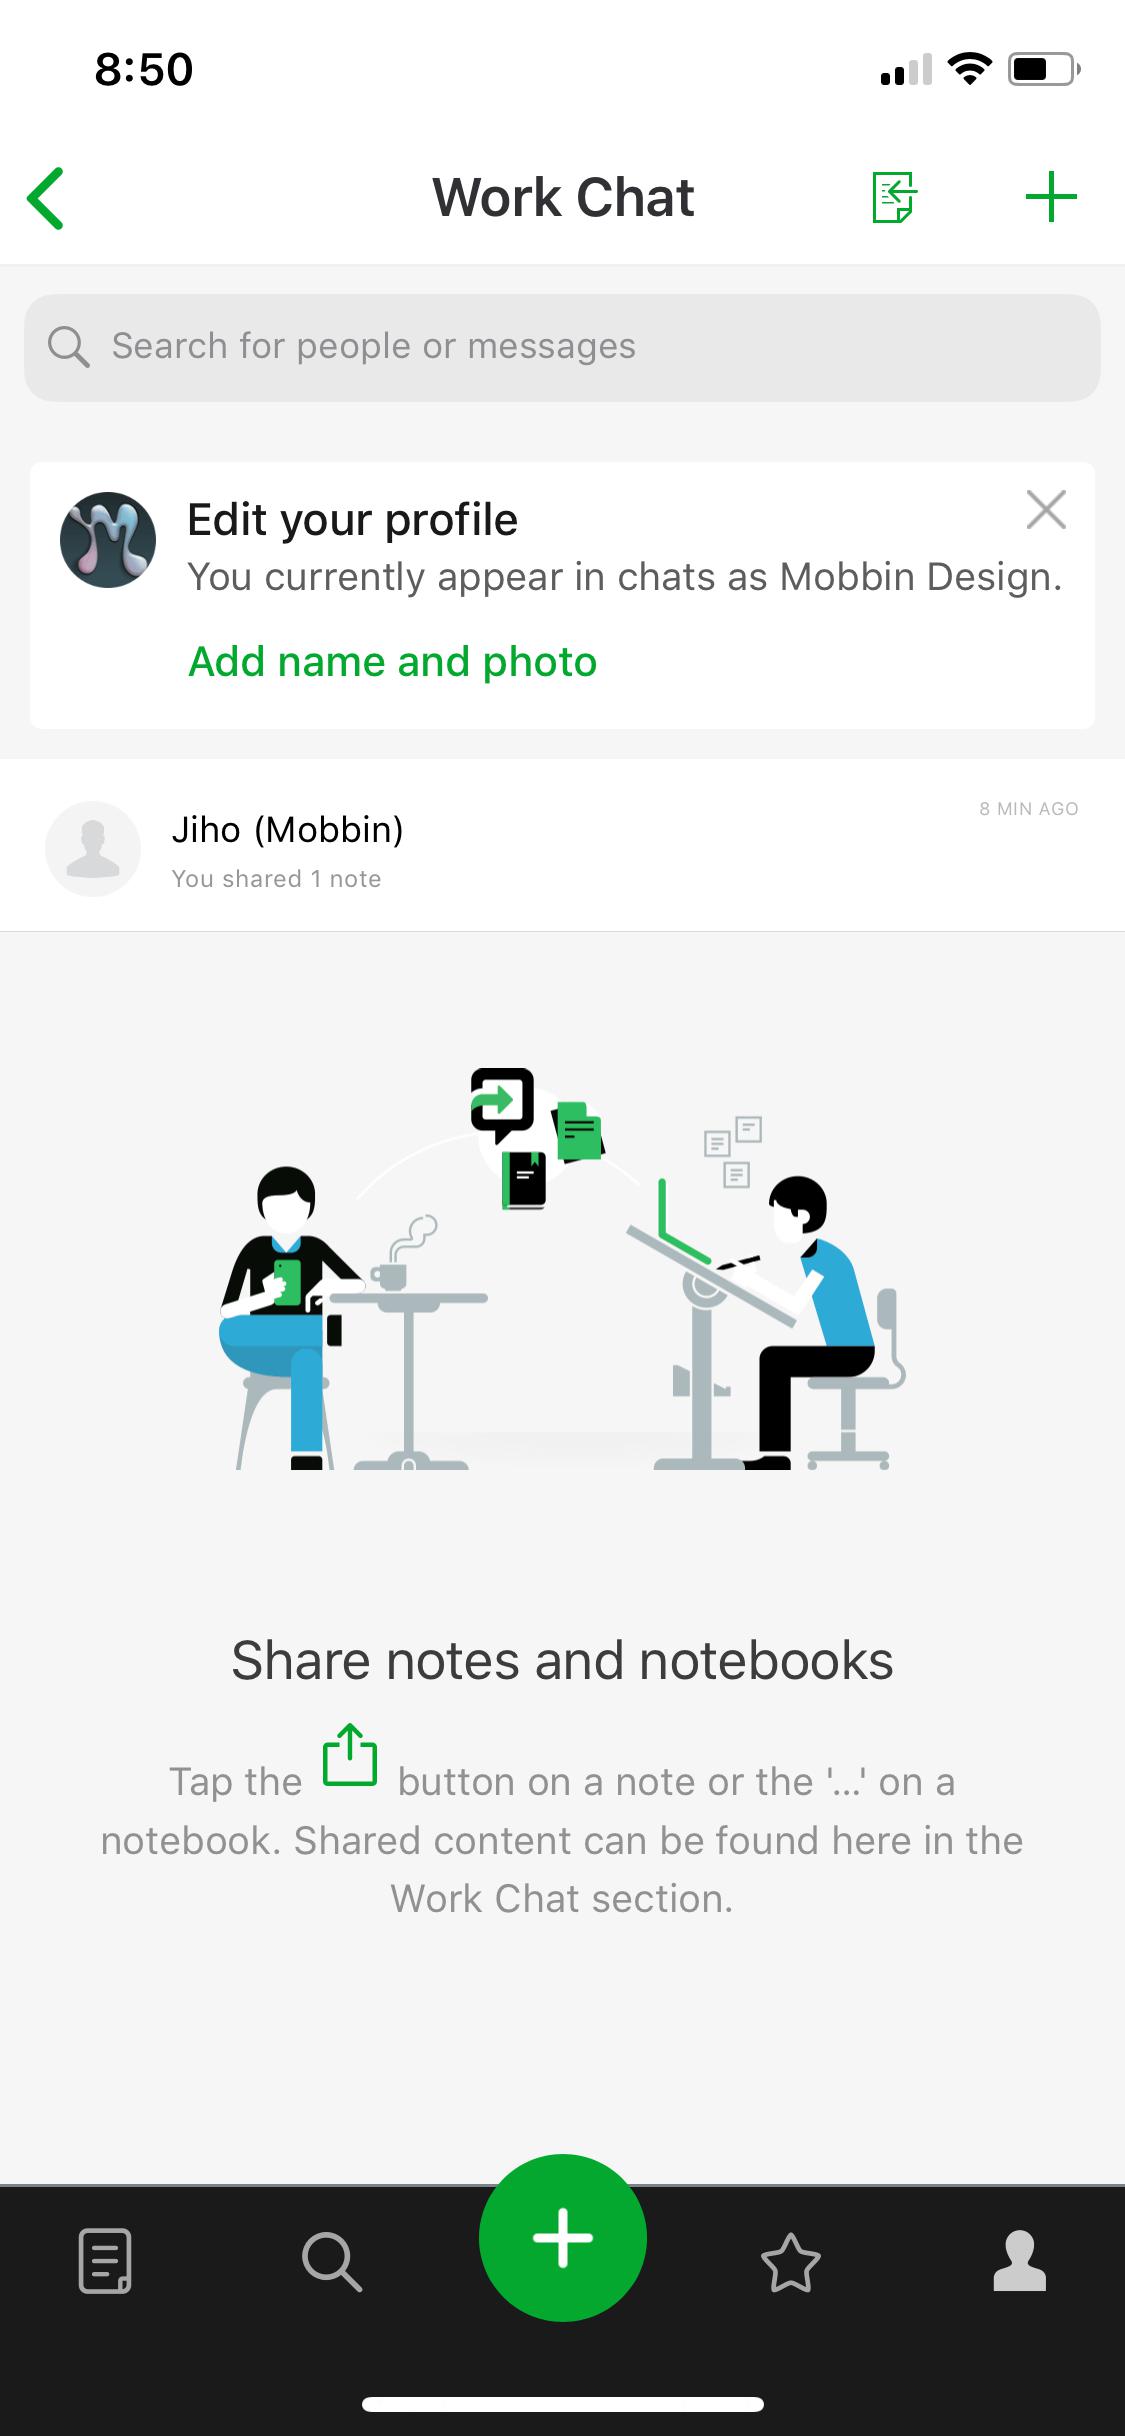 8:50
Work Chat
Search for people or messages
Edit your profile
You currently appear in chats as Mobbin Design.
Add name and photo
Jiho (Mobbin)
8 MIN AGO
You shared 1 note
Share notes and notebooks
Tap the button on a note or the '...' on a
notebook. Shared content can be found here in the
Work Chat section.